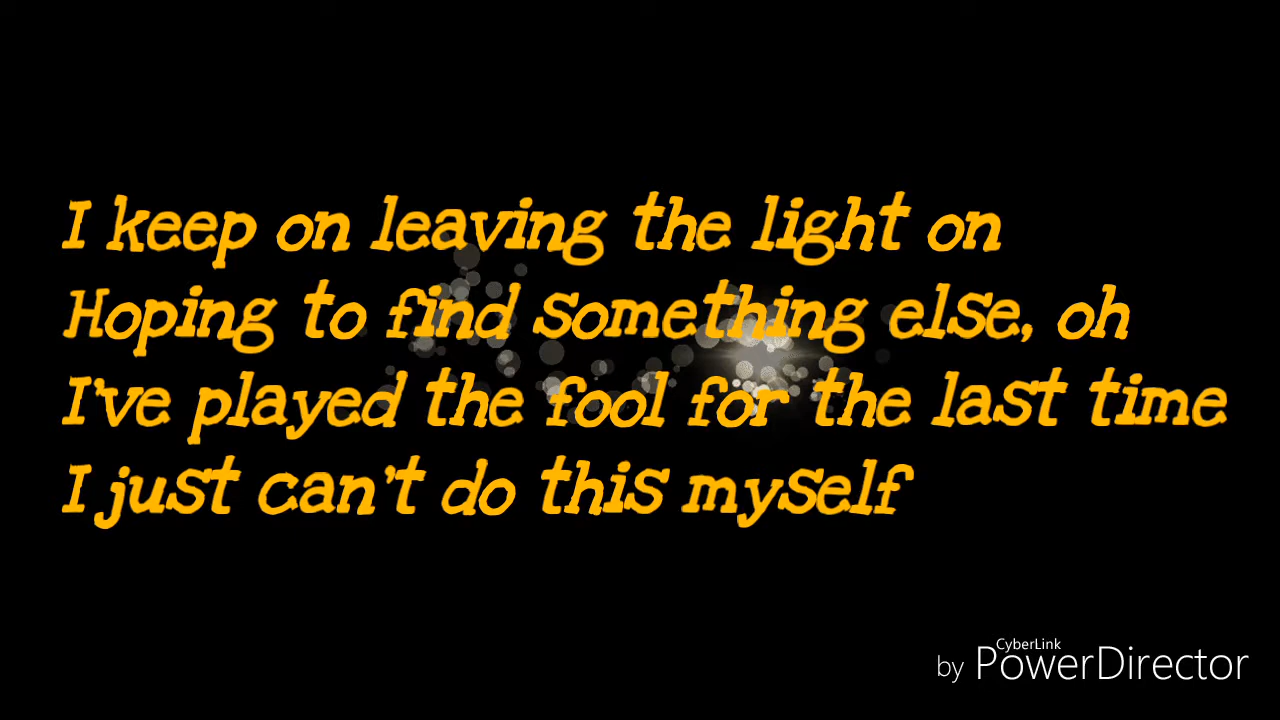 I keep on leaving the light on
Hoping to find something else, oh
I've played the fool for the last time
I just can't do this myself
CyberLink
by PowerDirector